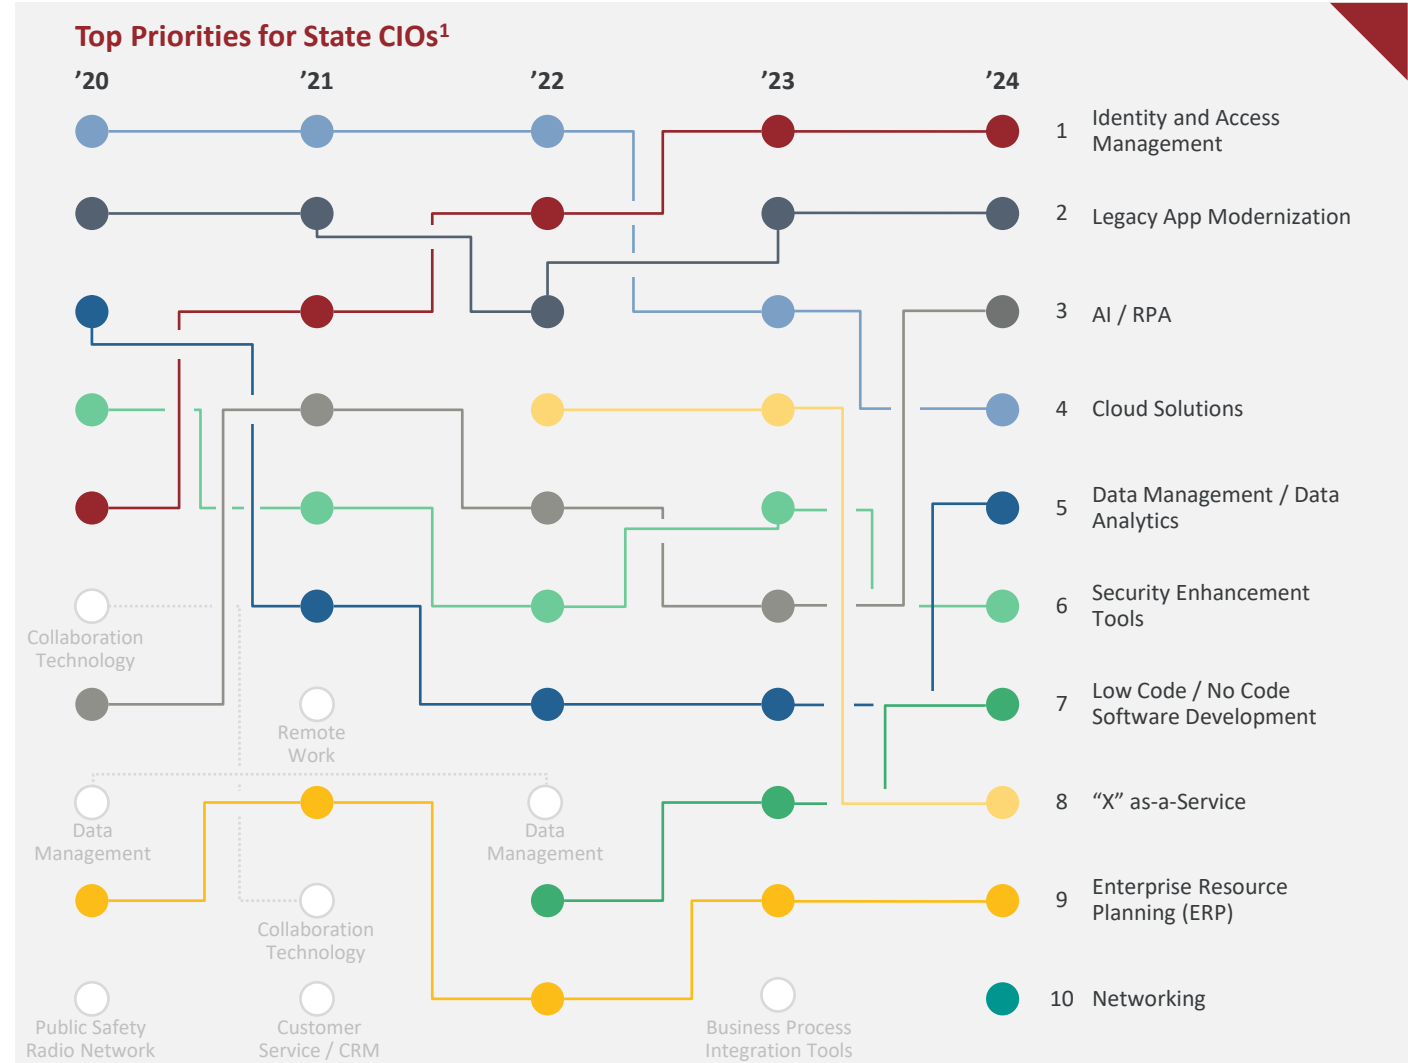 Top Priorities for State CIOs¹
’20 ’21 ’22 ’23 ’24
1 Identity and Access
Management
2 Legacy App Modernization
3 AI / RPA
4 Cloud Solutions
5 Data Management / Data
Analytics
6 Security Enhancement
Tools
Collaboration
Technology
7 Low Code / No Code
Software Development
Remote
Work
8 “X” as-a-Service
Data
Management
Data
Management
9 Enterprise Resource
Planning (ERP)
Collaboration
Technology
10 Networking
Public Safety
Radio Network
Customer
Service / CRM
Business Process
Integration Tools